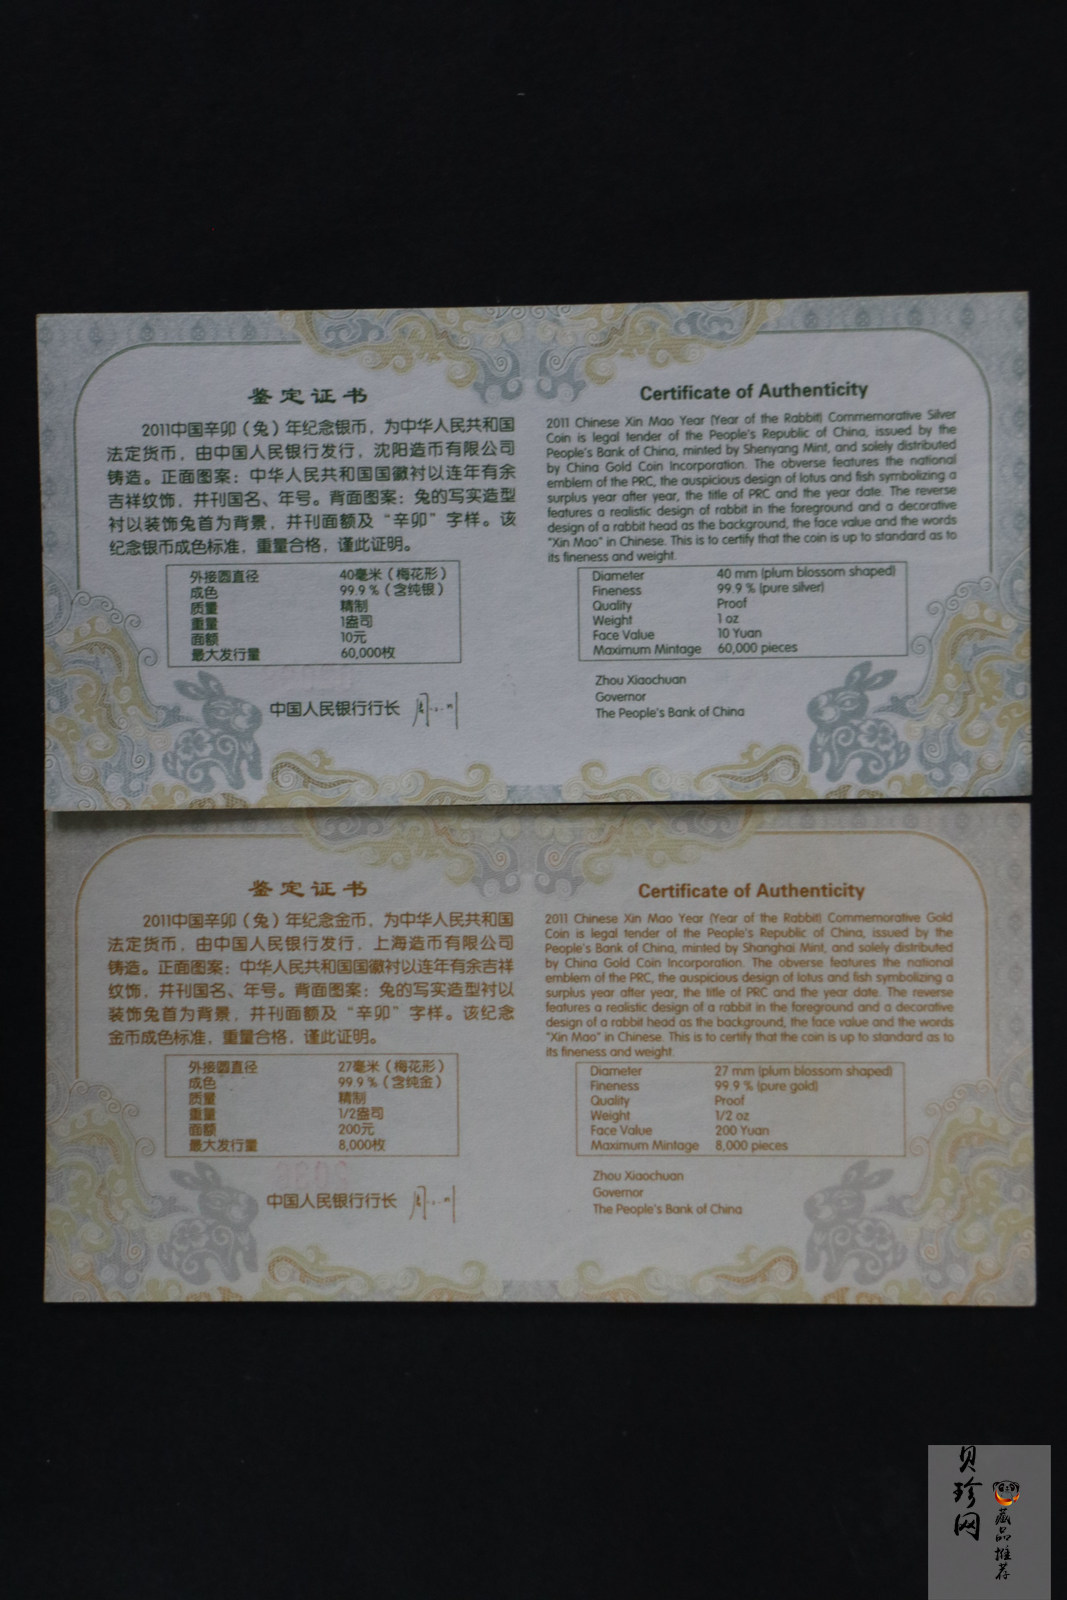 鉴定证书
2011中国辛卯（兔）年纪念银币，为中华人民共和国
法定货币，由中国人民银行发行，沈阳造币有限公司
铸造。正面图案：中华人民共和国国徽衬以连年有余
吉祥纹饰，并刊国名、年号。背面图案：兔的写实造型
衬以装饰兔首为背景，并刊面额及“辛卯”字样。该
纪念银币成色标准，重量合格，谨此证明。
外接圆直径 40毫米（梅花形）
成色 99.9％（含纯银）
质量 精制
重量 1盎司
面额 10元
最大发行量 60,000枚
中国人民银行行长
Certificate of Authenticity
2011 Chinese Xin Mao Year (Year of the Rabbit) Commemorative Silver
Coin is legal tender of the People's Republic of China, issued by the
People's Bank of China, minted by Shenyang Mint, and solely distributed
by China Gold Coin Incorporation. The obverse features the national
emblem of the PRC, the auspicious design of lotus and fish symbolizing a
surplus year after year, the title of PRC and the year date. The reverse
features a realistic design of rabbit in the foreground and a decorative
design of a rabbit head as the background, the face value and the words
"Xin Mao" in Chinese. This is to certify that the coin is up to standard as to
its fineness and weight.
Diameter 40 mm (plum blossom shaped)
Fineness 99.9 % (pure silver)
Quality Proof
Weight 1 oz
Face Value 10 Yuan
Maximum Mintage 60,000 pieces
Zhou Xiaochuan
Governor
The People's Bank of China
鉴定证书
2011中国辛卯（兔）年纪念金币，为中华人民共和国
法定货币，由中国人民银行发行，上海造币有限公司
铸造。正面图案：中华人民共和国国徽衬以连年有余吉祥
纹饰，并刊国名、年号。背面图案：兔的写实造型衬以
装饰兔首为背景，并刊面额及“辛卯”字样。该纪念
金币成色标准，重量合格，谨此证明。
外接圆直径 27毫米（梅花形）
成色 99.9％（含纯金）
质量 精制
重量 1/2盎司
面额 200元
最大发行量 8,000枚
中国人民银行行长
Certificate of Authenticity
2011 Chinese Xin Mao Year (Year of the Rabbit) Commemorative Gold
Coin is legal tender of the People's Republic of China, issued by the
People's Bank of China, minted by Shanghai Mint, and solely distributed
by China Gold Coin Incorporation. The obverse features the national
emblem of the PRC, the auspicious design of lotus and fish symbolizing a
surplus year after year, the title of PRC and the year date. The reverse
features a realistic design of a rabbit in the foreground and a decorative
design of a rabbit head as the background, the face value and the words
"Xin Mao" in Chinese. This is to certify that the coin is up to standard as to
its fineness and weight.
Diameter 27 mm (plum blossom shaped)
Fineness 99.9 % (pure gold)
Quality Proof
Weight 1/2 oz
Face Value 200 Yuan
Maximum Mintage 8,000 pieces
Zhou Xiaochuan
Governor
The People's Bank of China
贝珍网
藏品推荐